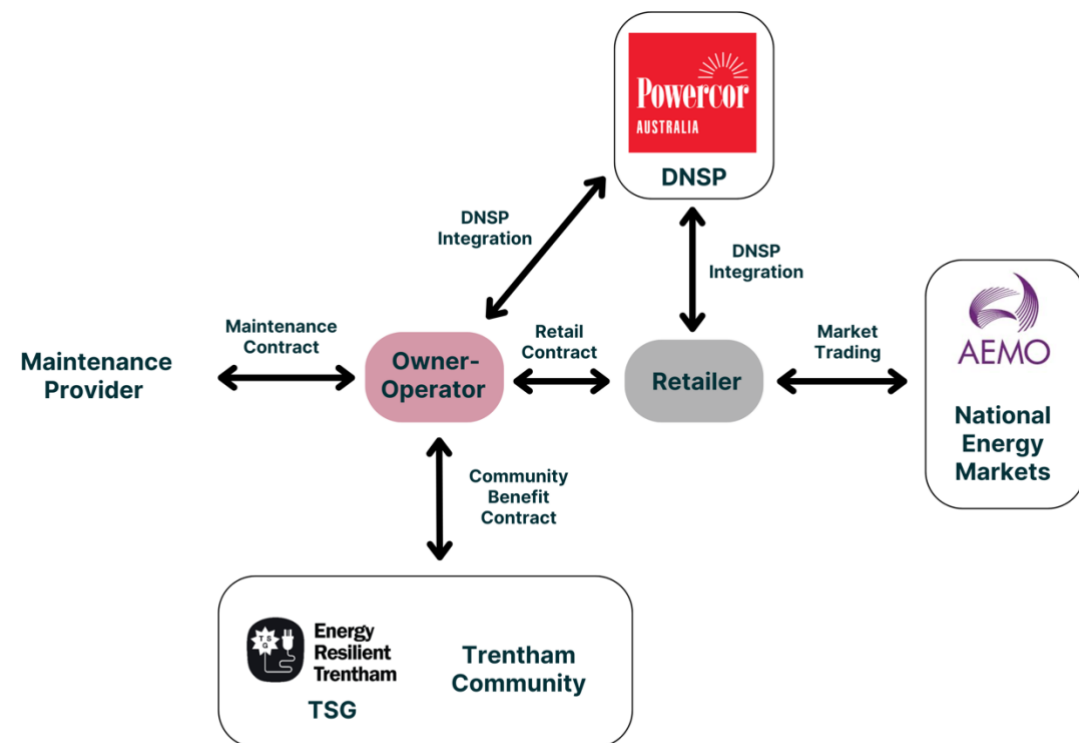 Powercor
AUSTRALIA
DNSP
DNSP
Integration
DNSP
Integration
Maintenance
Contract
Retail
Contract
Market
Trading
AEMO
Maintenance
Provider
Owner-
Operator
Retailer
National
Energy
Markets
Community
Benefit
Contract
T S
G
Energy
Resilient
Trentham
TSG
Trentham
Community